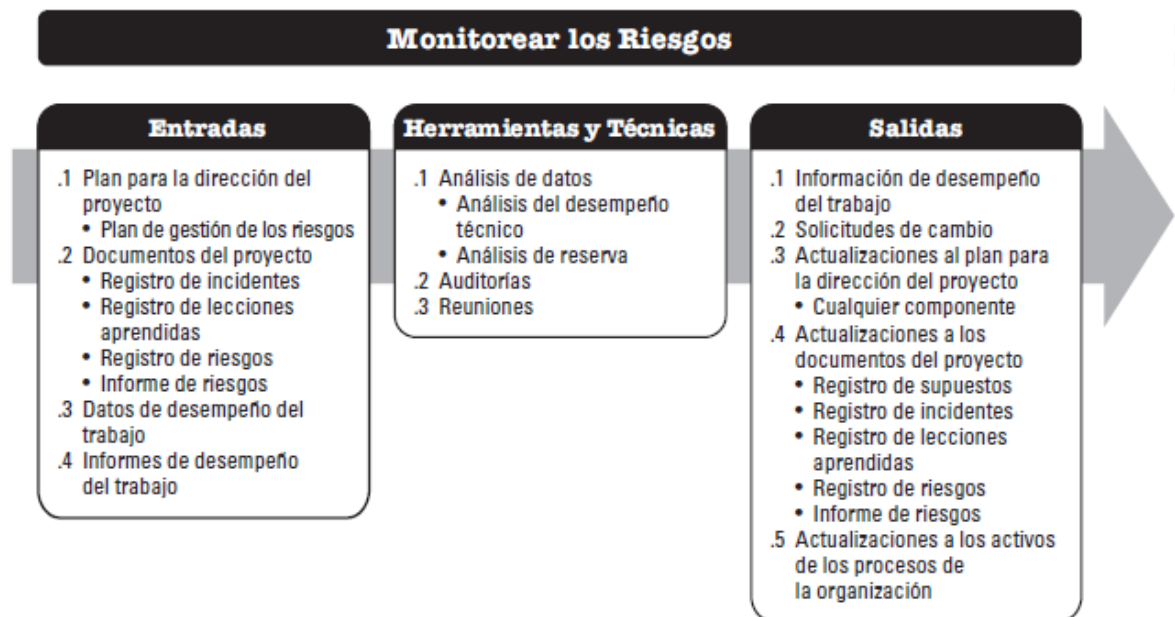 Monitorear los Riesgos
Entradas
.1 Plan para la dirección del
proyecto
• Plan de gestión de los riesgos
.2 Documentos del proyecto
• Registro de incidentes
• Registro de lecciones
aprendidas
• Registro de riesgos
• Informe de riesgos
.3 Datos de desempeño del
trabajo
.4 Informes de desempeño
del trabajo
Herramientas y Técnicas
.1 Análisis de datos
• Análisis del desempeño
técnico
• Análisis de reserva
.2 Auditorías
.3 Reuniones
Salidas
.1 Información de desempeño
del trabajo
.2 Solicitudes de cambio
.3 Actualizaciones al plan para
la dirección del proyecto
• Cualquier componente
.4 Actualizaciones a los
documentos del proyecto
• Registro de supuestos
• Registro de incidentes
• Registro de lecciones
aprendidas
• Registro de riesgos
• Informe de riesgos
.5 Actualizaciones a los activos
de los procesos de
la organización